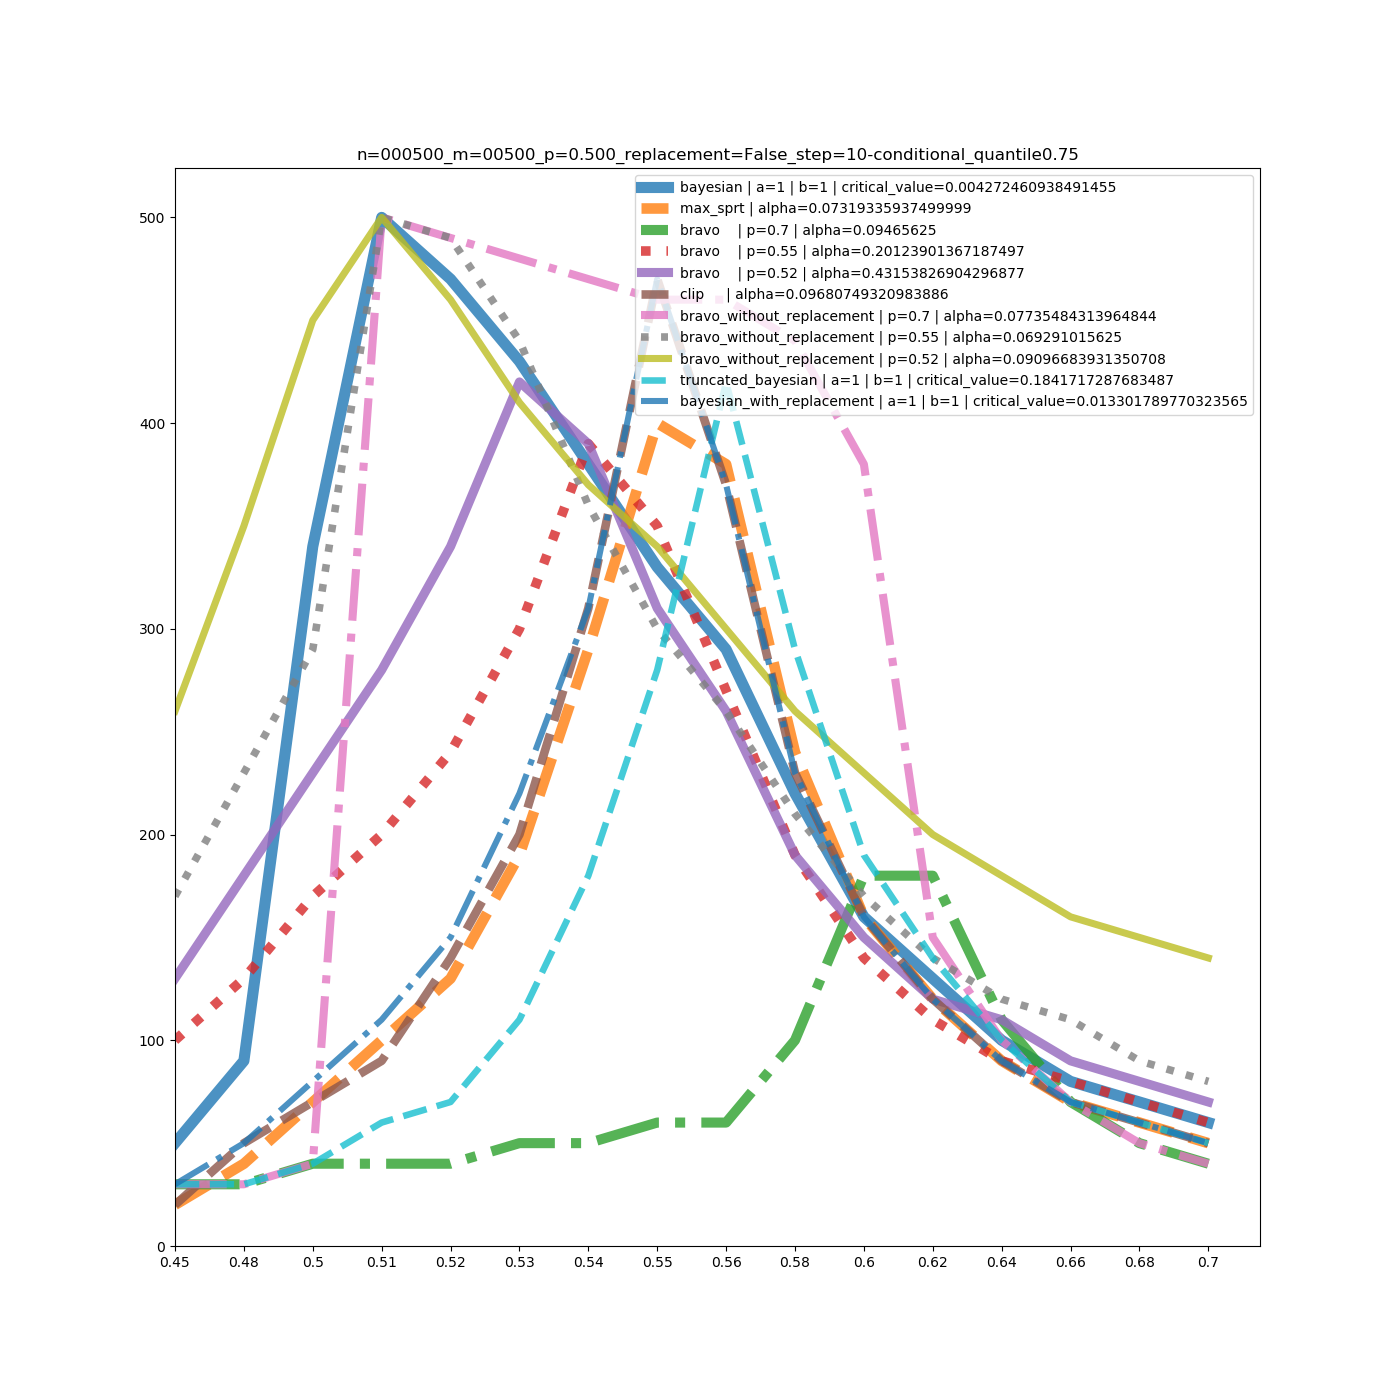 n=000500_m=00500_p=0.500_replacement=False_step=10-conditional_quantile0.75
bayesian | a=1 | b=1 | critical_value=0.004272460938491455
max_sprt | alpha=0.07319335937499999
bravo | p=0.7 | alpha=0.09465625
bravo | p=0.55 | alpha=0.20123901367187497
bravo | p=0.52 | alpha=0.43153826904296877
clip | alpha=0.09680749320983886
bravo_without_replacement | p=0.7 | alpha=0.07735484313964844
bravo_without_replacement | p=0.55 | alpha=0.069291015625
bravo_without_replacement | p=0.52 | alpha=0.09096683931350708
truncated_bayesian | a=1 | b=1 | critical_value=0.1841717287683487
bayesian_with_replacement | a=1 | b=1 | critical_value=0.013301789770323565
500
400
300
200
100
0
0.45 0.48 0.5 0.51 0.52 0.53 0.54 0.55 0.56 0.58 0.6 0.62 0.64 0.66 0.68 0.7